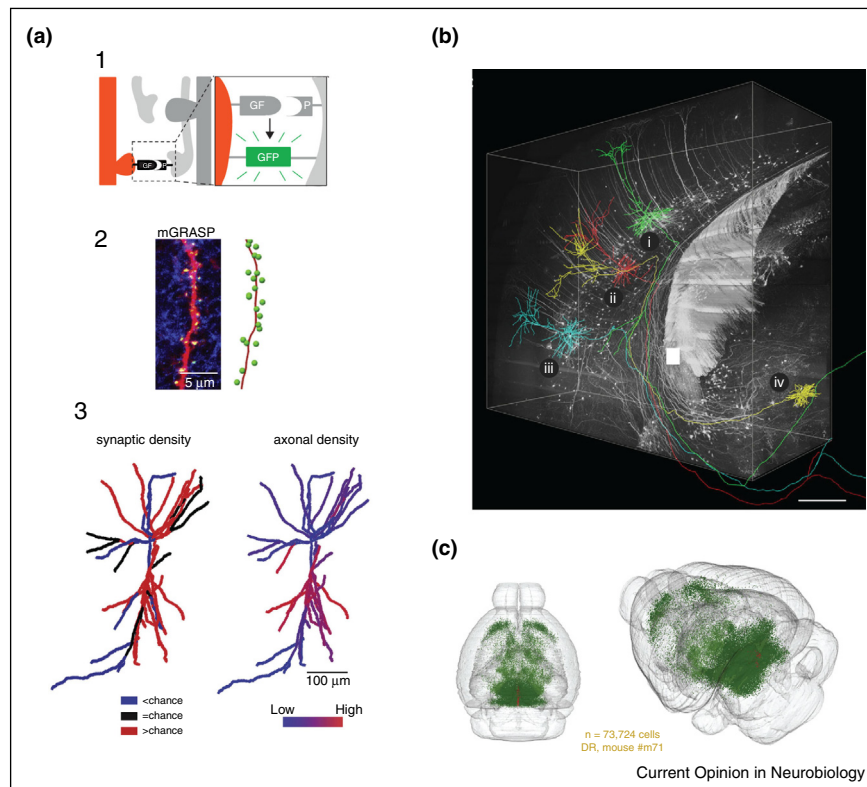 (a)
1
GF
P
GF
P
GFP
2
mGRASP
5 μm
3
synaptic density
axonal density
100 μm
<chance
=chance
>chance
Low
High
(b)
i
ii
iii
iv
(c)
n = 73,724 cells
DR, mouse #m71
Current Opinion in Neurobiology